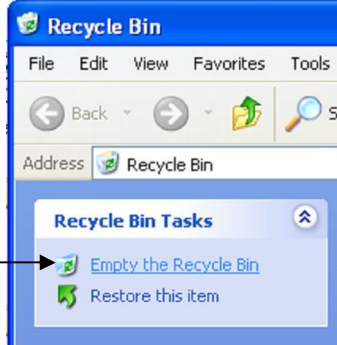 Recycle Bin
File Edit View Favorites Tools
Back S
Address Recycle Bin
Recycle Bin Tasks
Empty the Recycle Bin
Restore this item